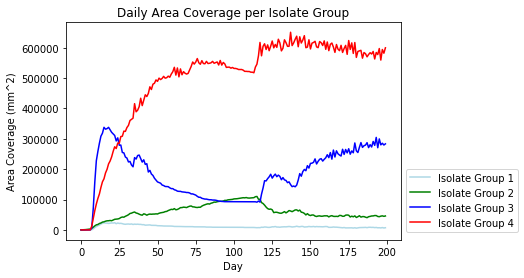 Daily Area Coverage per Isolate Group
Area Coverage (mm^2)
600000
500000
400000
300000
200000
100000
0
0 25 50 75 100 125 150 175 200
Day
Isolate Group 1
Isolate Group 2
Isolate Group 3
Isolate Group 4